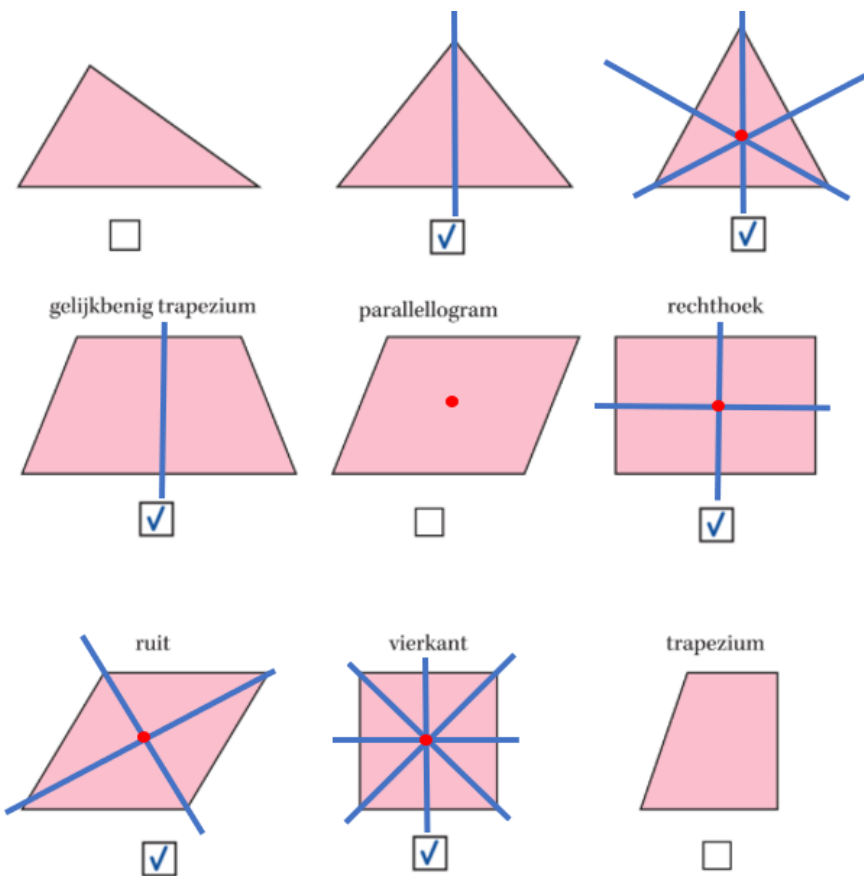 gelijkbenig trapezium
parallellogram
rechthoek
ruit
vierkant
trapezium